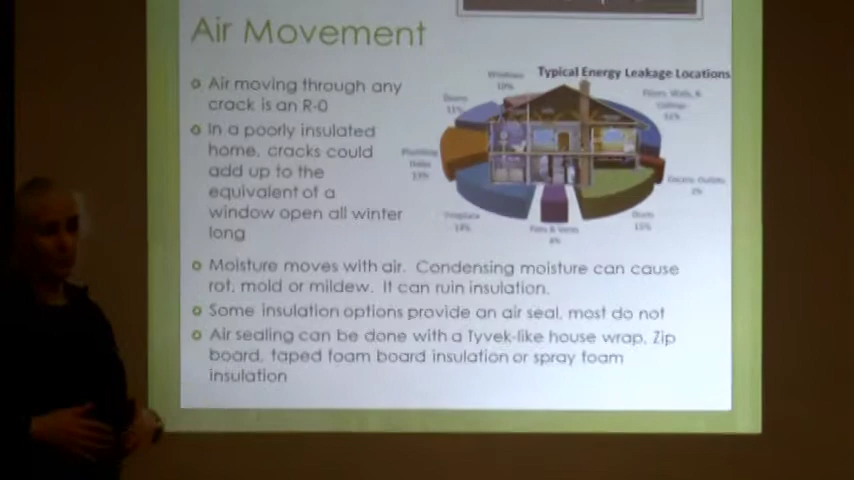 Air Movement
Air moving through any
crack is an R-0
In a poorly insulated
home, cracks could
add up to the
equivalent of a
window open all winter
long
Typical Energy Leakage Locations
Windows
10%
Doors
11%
Floors, Walls, &
Ceilings
Plumbing
13%
Electric Outlets
2%
Fireplace
14%
Fans & Vents
4%
Ducts
15%
Moisture moves with air. Condensing moisture can cause
rot, mold or mildew. It can ruin insulation.
Some insulation options provide an air seal, most do not
Air sealing can be done with a Tyvek-like house wrap, Zip
board, taped foam board insulation or spray foam
insulation